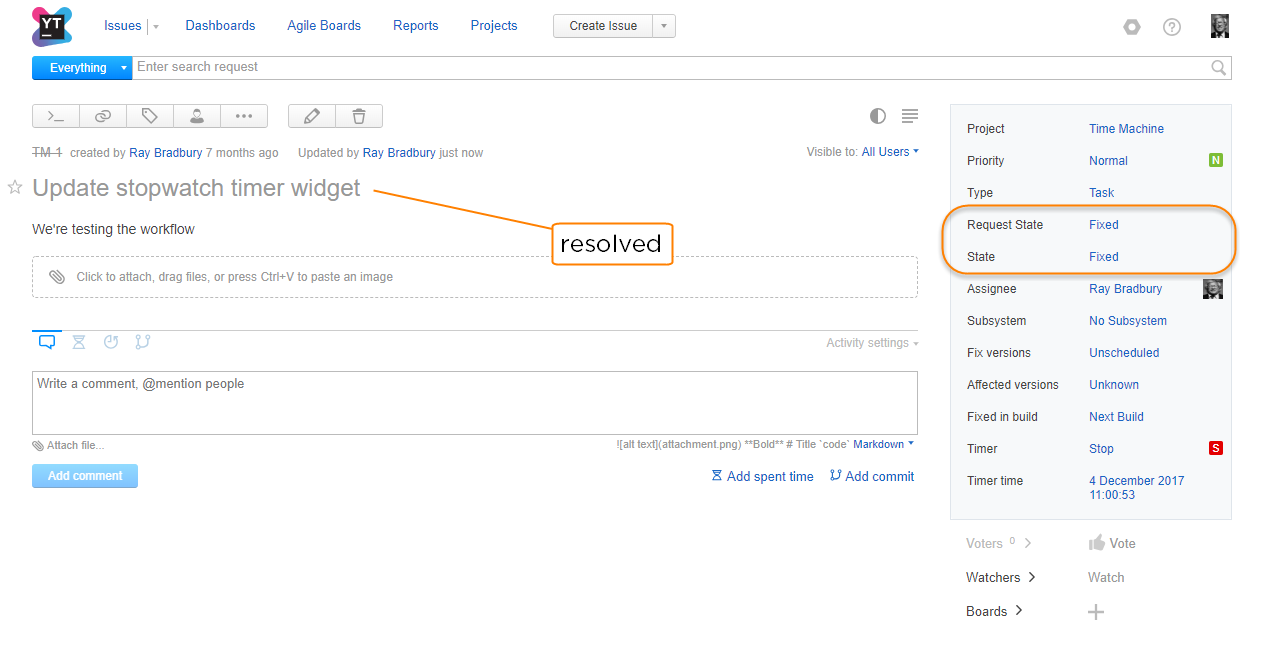 YT
Issues Dashboards Agile Boards Reports Projects Create Issue
Everything Enter search request
TM-1 created by Ray Bradbury 7 months ago Updated by Ray Bradbury just now Visible to: All Users
Update stopwatch timer widget
resolved
We're testing the workflow
Click to attach, drag files, or press Ctrl+V to paste an image
Activity settings
Write a comment, @mention people
Attach file... ![alt text](attachment.png) **Bold** # Title `code` Markdown
Add comment Add spent time Add commit
Project Time Machine
Priority Normal N
Type Task
Request State Fixed
State Fixed
Assignee Ray Bradbury
Subsystem No Subsystem
Fix versions Unscheduled
Affected versions Unknown
Fixed in build Next Build
Timer Stop S
Timer time 4 December 2017
11:00:53
Voters 0 Vote
Watchers Watch
Boards